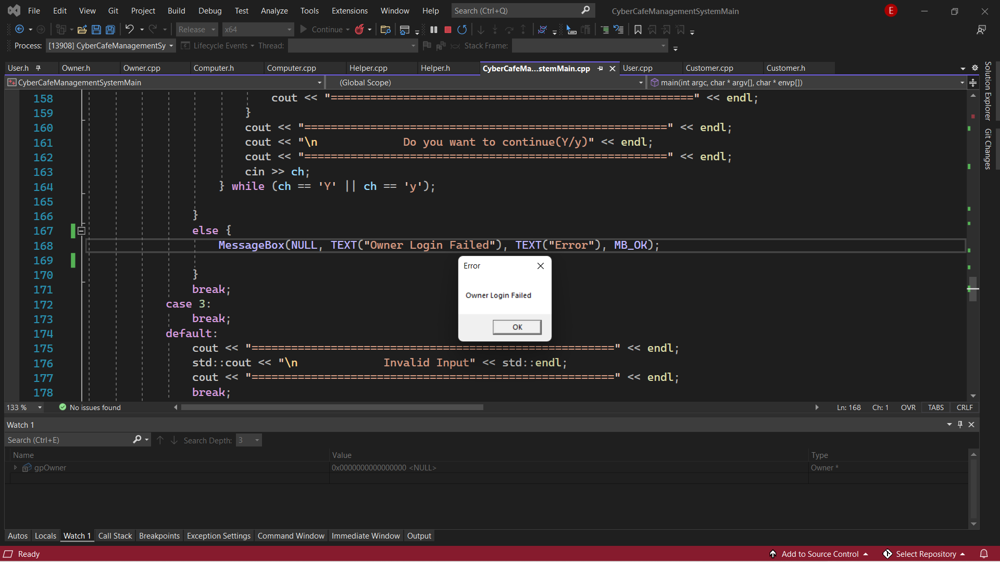 File Edit View Git Project Build Debug Test Analyze Tools Extensions Window Help Search (Ctrl+Q) CyberCafeManagementSystemMain E
Release x64 Continue
Process: [13908] CyberCafeManagementSy Lifecycle Events Thread: Stack Frame:
User.h Owner.h Owner.cpp Computer.h Computer.cpp Helper.cpp Helper.h CyberCafeMa...stemMain.cpp User.cpp Customer.cpp Customer.h
CyberCafeManagementSystemMain (Global Scope) main(int argc, char * argv[], char * envp[])
158 cout << "=======================================================" << endl;
159 }
160 cout << "=======================================================" << endl;
161 cout << "\n Do you want to continue(Y/y)" << endl;
162 cout << "=======================================================" << endl;
163 cin >> ch;
164 } while (ch == 'Y' || ch == 'y');
165
166 }
167 else {
168 MessageBox(NULL, TEXT("Owner Login Failed"), TEXT("Error"), MB_OK);
169
170 }
171 break;
172 case 3:
173 break;
174 default:
175 cout << "=======================================================" << endl;
176 std::cout << "\n Invalid Input" << std::endl;
177 cout << "=======================================================" << endl;
178 break;
Error
Owner Login Failed
OK
Solution Explorer
Git Changes
133 % No issues found Ln: 168 Ch: 1 OVR TABS CRLF
Watch 1
Search (Ctrl+E) Search Depth: 3
Name Value Type
gpOwner 0x0000000000000000 <NULL> Owner *
Autos Locals Watch 1 Call Stack Breakpoints Exception Settings Command Window Immediate Window Output
Ready Add to Source Control Select Repository